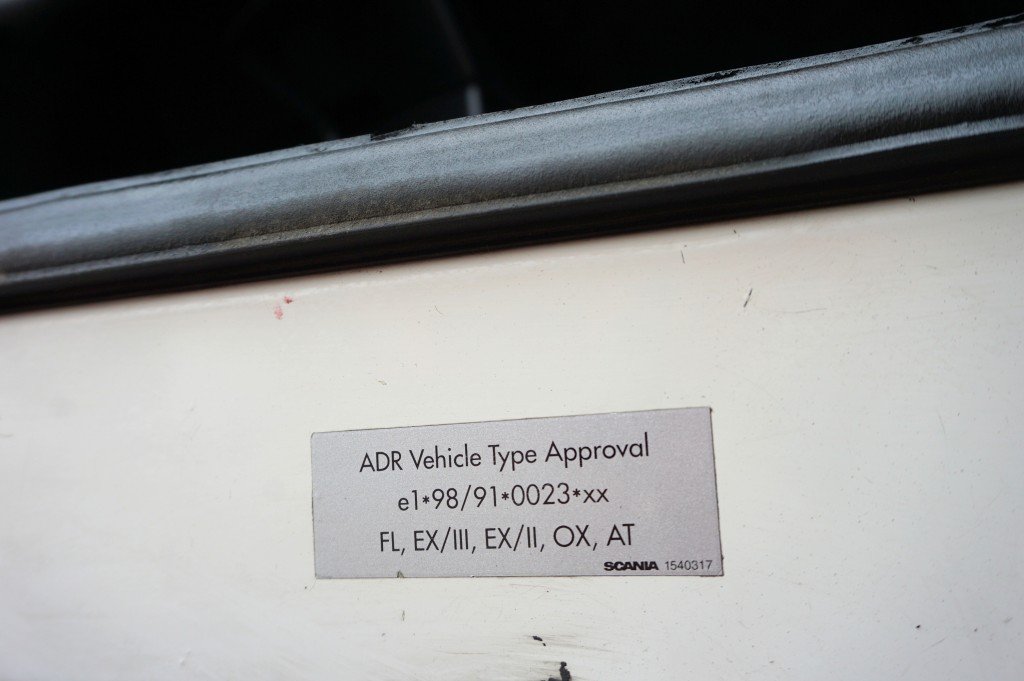 ADR Vehicle Type Approval
e1*98/91*0023*xx
FL, EX/III, EX/II, OX, AT
SCANIA 1540317